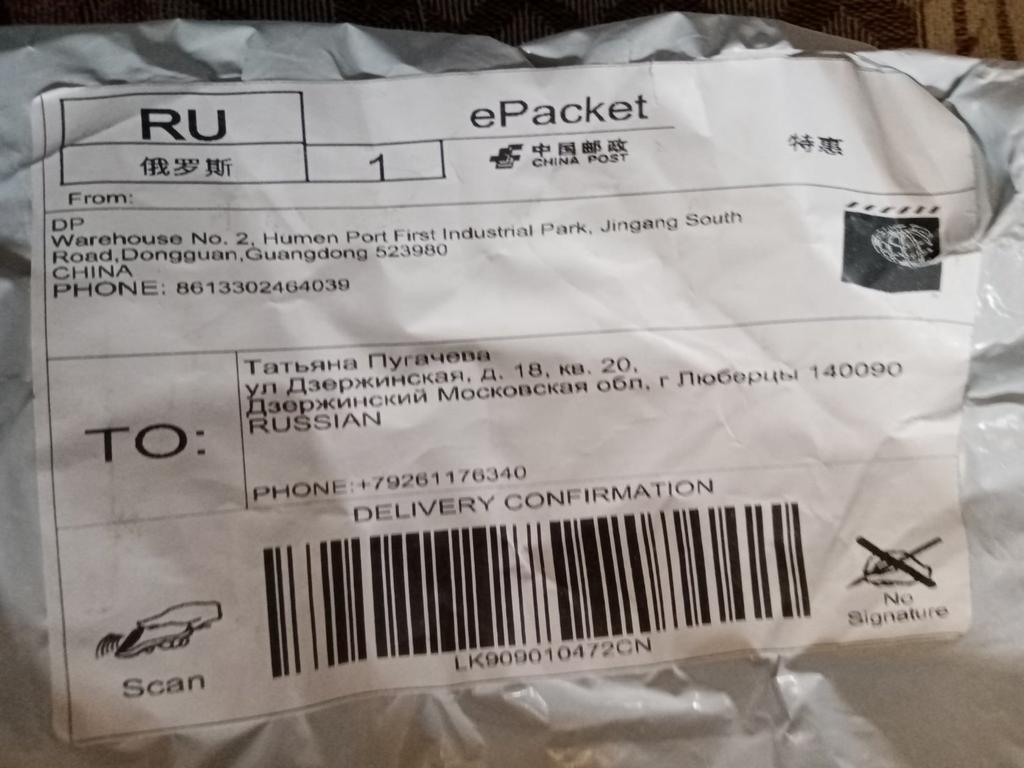 RU
ePacket
俄罗斯
1
中国邮政
CHINA POST
特惠
From:
DP
Warehouse No. 2, Humen Port First Industrial Park, Jingang South
Road,Dongguan,Guangdong 523980
CHINA
PHONE: 8613302464039
TO:
Татьяна Пугачева
ул Дзержинская, д. 18, кв. 20,
Дзержинский Московская обл, г Люберцы 140090
RUSSIAN
PHONE:+79261176340
DELIVERY CONFIRMATION
LK909010472CN
Scan
No
Signature